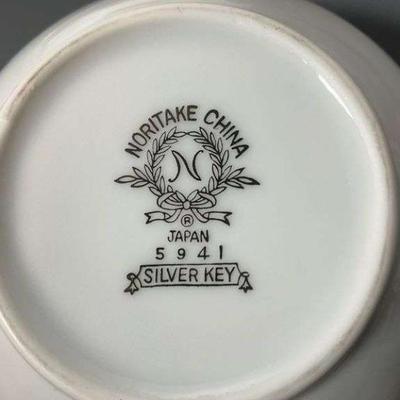 NORITAKE CHINA
N
®
JAPAN
5941
SILVER KEY